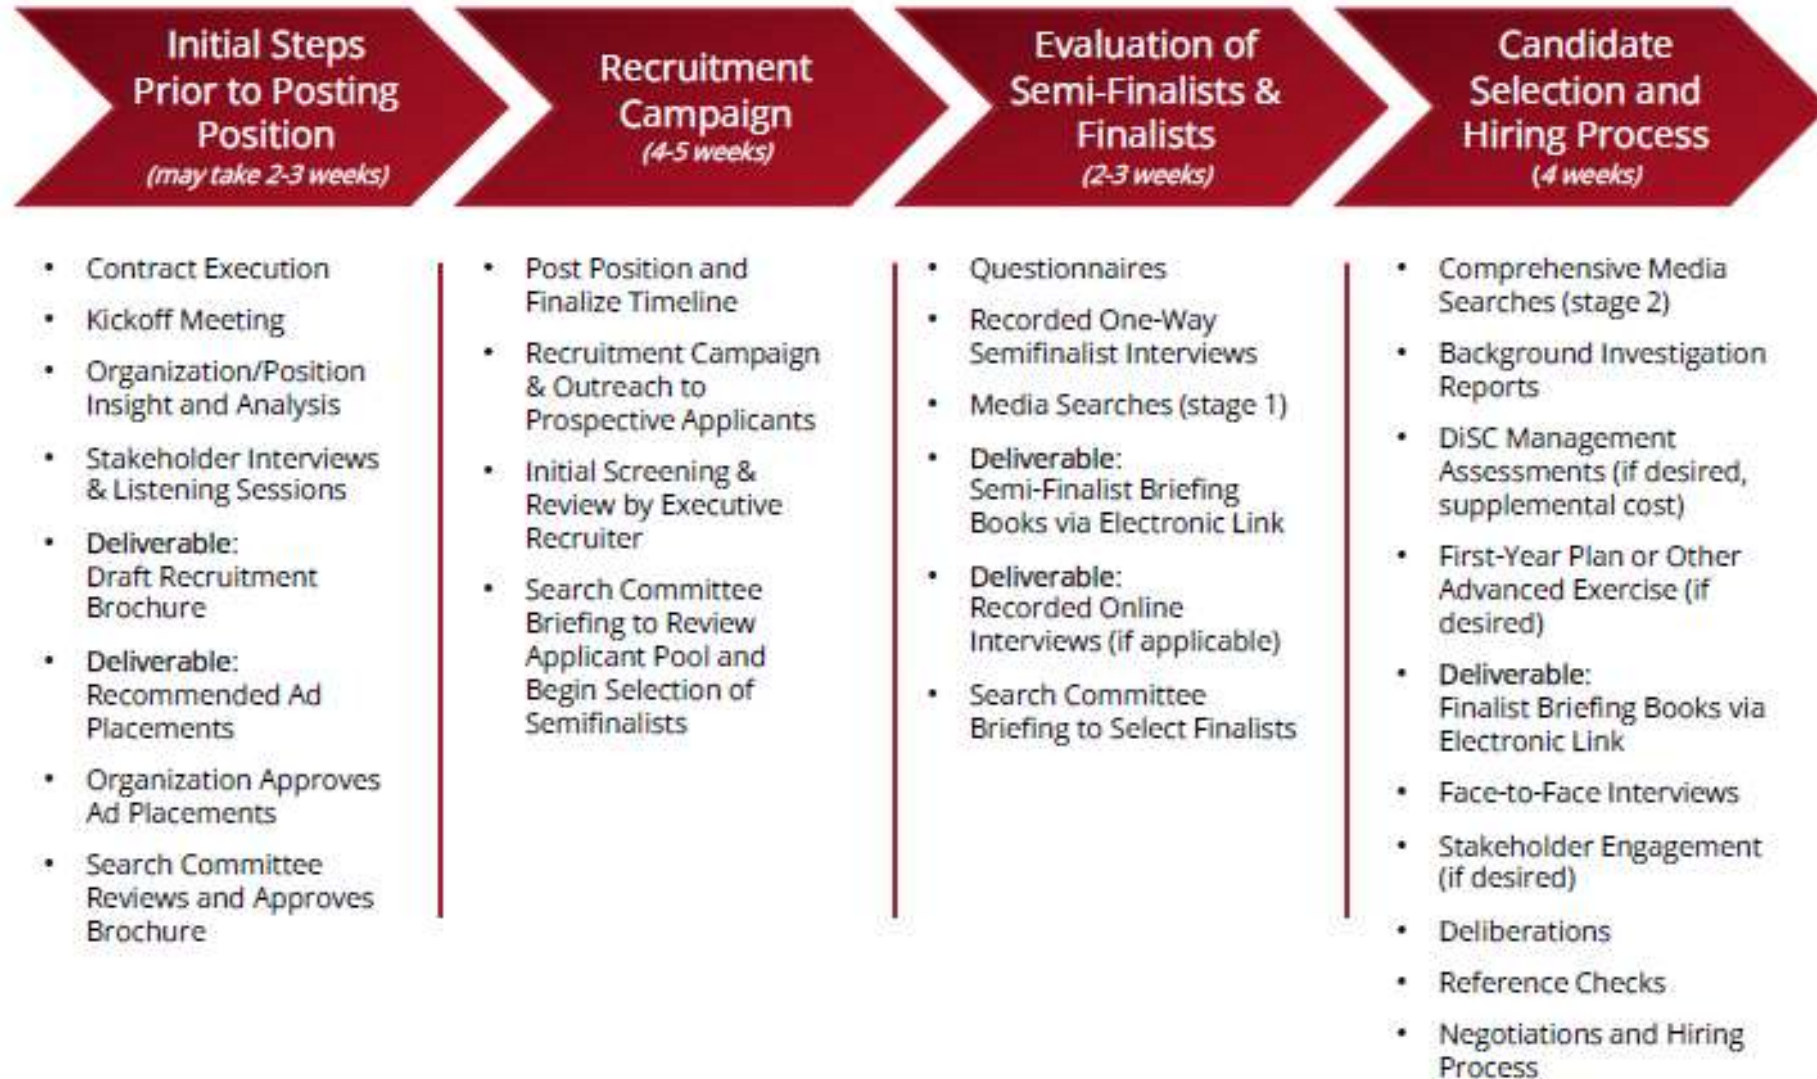 Initial Steps
Prior to Posting
Position
(may take 2-3 weeks)
• Contract Execution
• Kickoff Meeting
• Organization/Position
Insight and Analysis
• Stakeholder Interviews
& Listening Sessions
• Deliverable:
Draft Recruitment
Brochure
• Deliverable:
Recommended Ad
Placements
• Organization Approves
Ad Placements
• Search Committee
Reviews and Approves
Brochure
Recruitment
Campaign
(4-5 weeks)
• Post Position and
Finalize Timeline
• Recruitment Campaign
& Outreach to
Prospective Applicants
• Initial Screening &
Review by Executive
Recruiter
• Search Committee
Briefing to Review
Applicant Pool and
Begin Selection of
Semifinalists
Evaluation of
Semi-Finalists &
Finalists
(2-3 weeks)
• Questionnaires
• Recorded One-Way
Semifinalist Interviews
• Media Searches (stage 1)
• Deliverable:
Semi-Finalist Briefing
Books via Electronic Link
• Deliverable:
Recorded Online
Interviews (if applicable)
• Search Committee
Briefing to Select Finalists
Candidate
Selection and
Hiring Process
(4 weeks)
• Comprehensive Media
Searches (stage 2)
• Background Investigation
Reports
• DiSC Management
Assessments (if desired,
supplemental cost)
• First-Year Plan or Other
Advanced Exercise (if
desired)
• Deliverable:
Finalist Briefing Books via
Electronic Link
• Face-to-Face Interviews
• Stakeholder Engagement
(if desired)
• Deliberations
• Reference Checks
• Negotiations and Hiring
Process